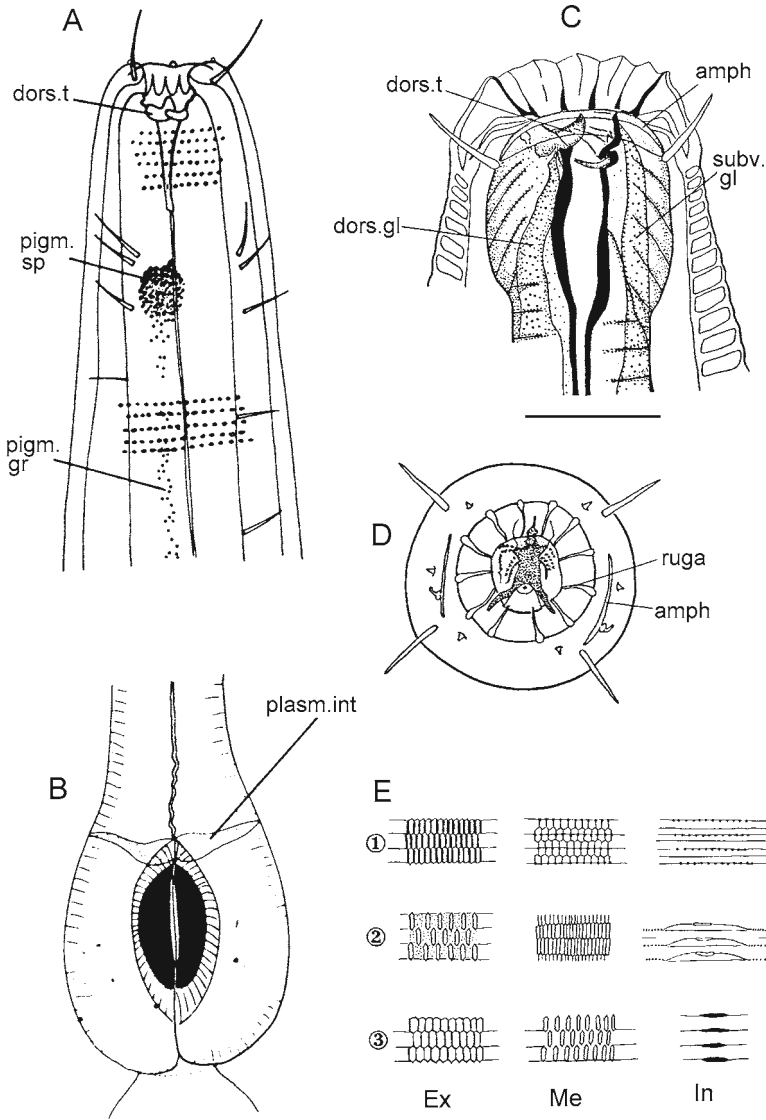 A
dors.t
pigm.
sp
pigm.
gr
C
dors.t
amph
subv.
gl
dors.gl
D
ruga
amph
B
plasm.int
E
①
②
③
Ex
Me
In